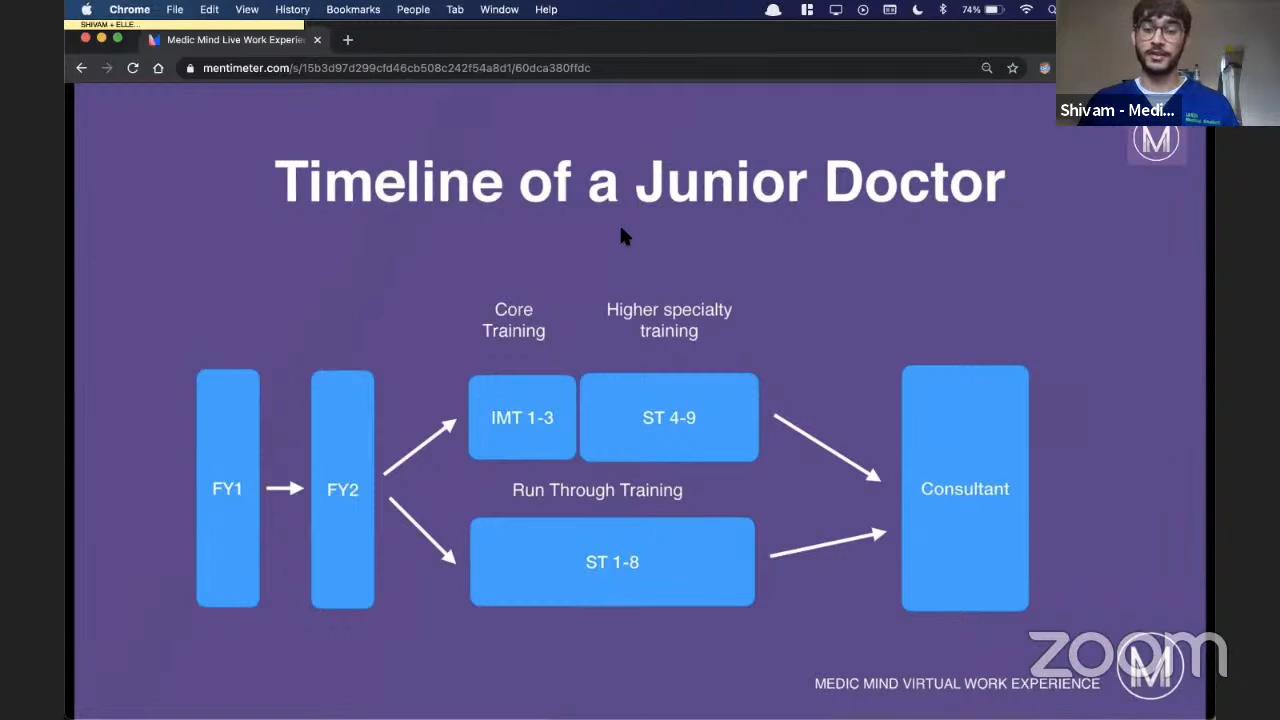 Chrome File Edit View History Bookmarks People Tab Window Help 74%
SHIVAM + ELLE...
Medic Mind Live Work Experie
mentimeter.com/s/15b3d97d299cfd46cb508c242f54a8d1/60dca380ffdc
Shivam - Medi...
M
Timeline of a Junior Doctor
Core
Training
Higher specialty
training
IMT 1-3
ST 4-9
FY1
FY2
Run Through Training
Consultant
ST 1-8
zoom
MEDIC MIND VIRTUAL WORK EXPERIENCE
M